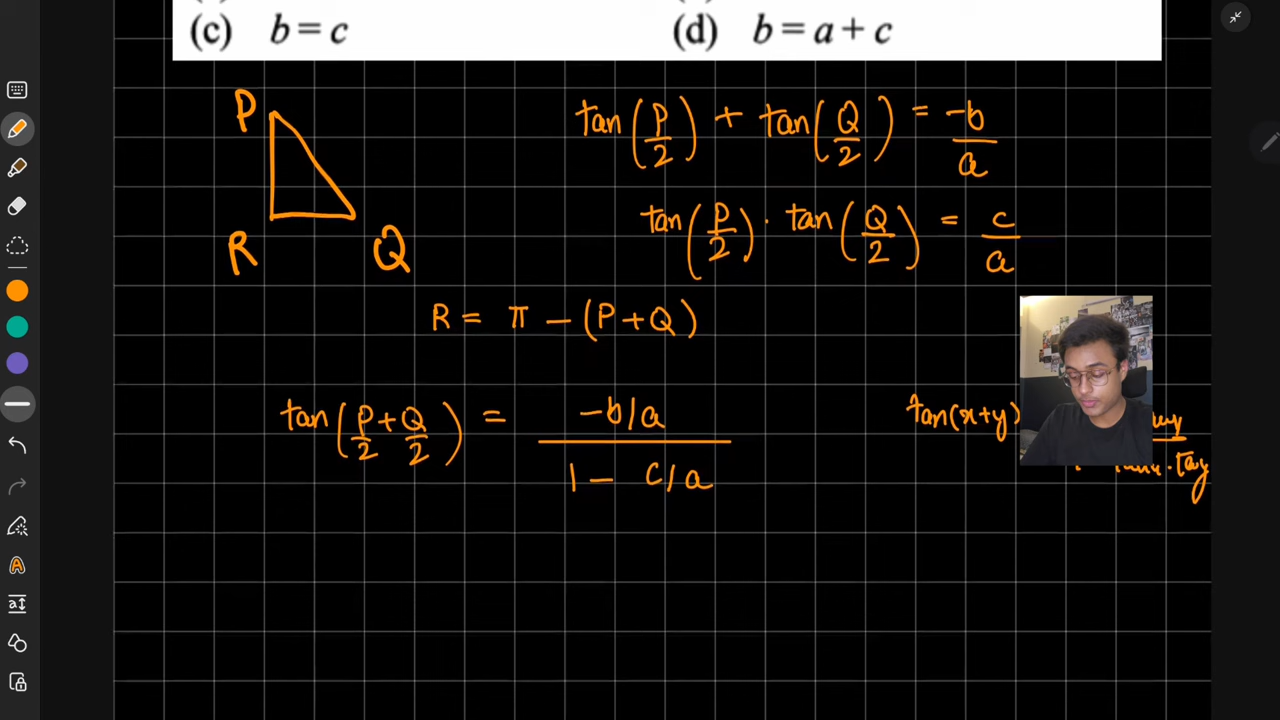 (c) b = c
(d) b = a + c
P
R
Q
tan(P/2) + tan(Q/2) = -b/a
tan(P/2) · tan(Q/2) = c/a
R = π – (P + Q)
tan(P/2 + Q/2) = -b/a / 1 – c/a
tan(x+y)